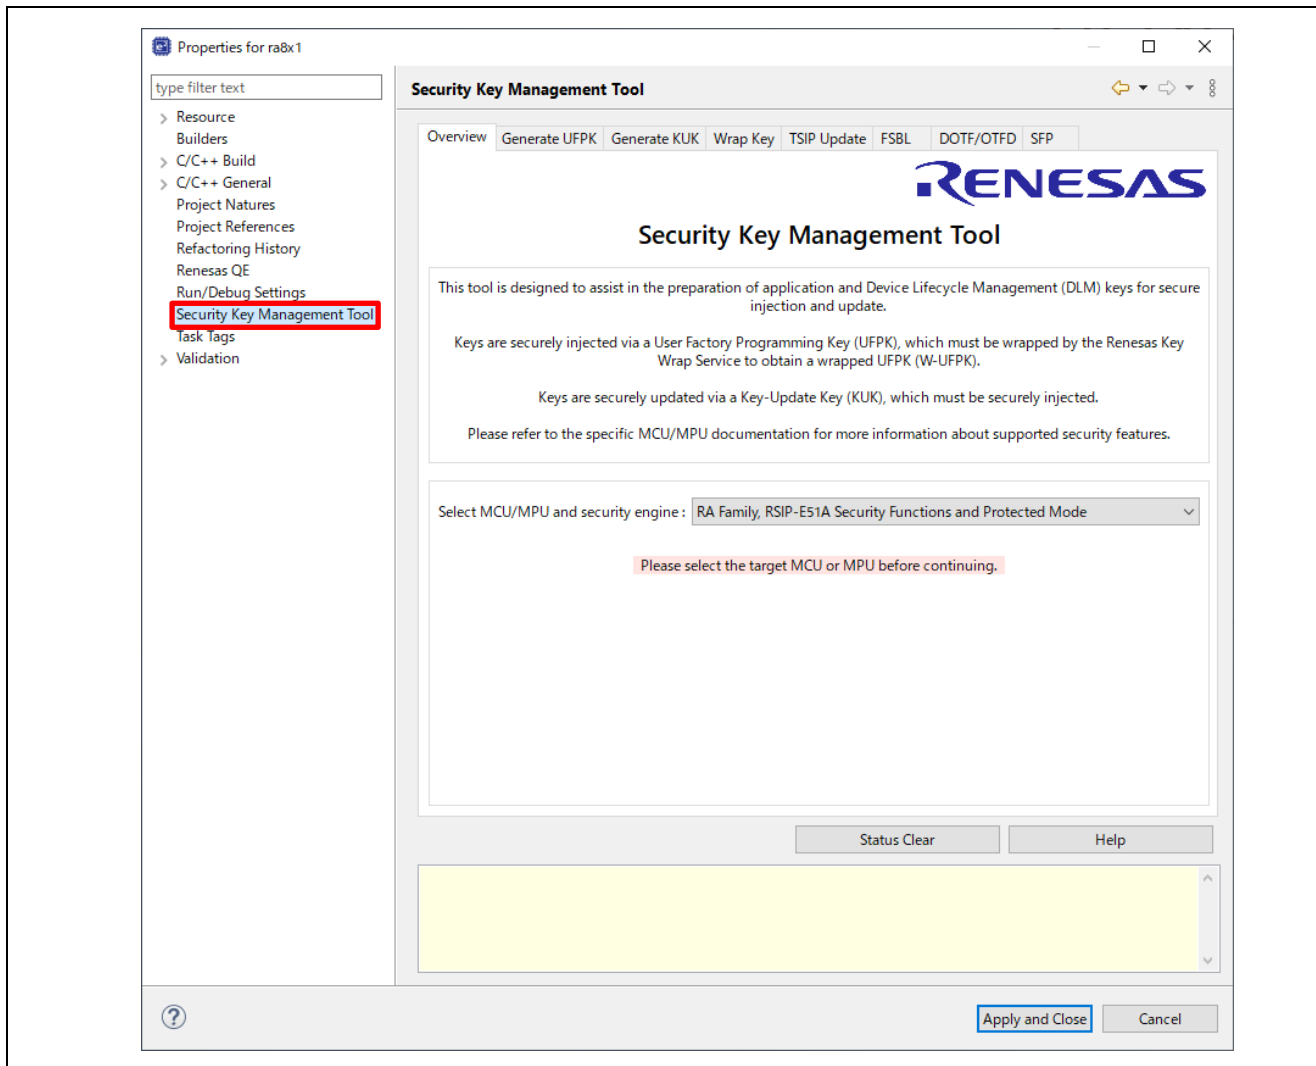 Properties for ra8x1
type filter text
Resource
Builders
C/C++ Build
C/C++ General
Project Natures
Project References
Refactoring History
Renesas QE
Run/Debug Settings
Security Key Management Tool
Task Tags
Validation
Security Key Management Tool
Overview Generate UFPK Generate KUK Wrap Key TSIP Update FSBL DOTF/OTFD SFP
RENESAS
Security Key Management Tool
This tool is designed to assist in the preparation of application and Device Lifecycle Management (DLM) keys for secure
injection and update.
Keys are securely injected via a User Factory Programming Key (UFPK), which must be wrapped by the Renesas Key
Wrap Service to obtain a wrapped UFPK (W-UFPK).
Keys are securely updated via a Key-Update Key (KUK), which must be securely injected.
Please refer to the specific MCU/MPU documentation for more information about supported security features.
Select MCU/MPU and security engine : RA Family, RSIP-E51A Security Functions and Protected Mode
Please select the target MCU or MPU before continuing.
Status Clear Help
Apply and Close Cancel